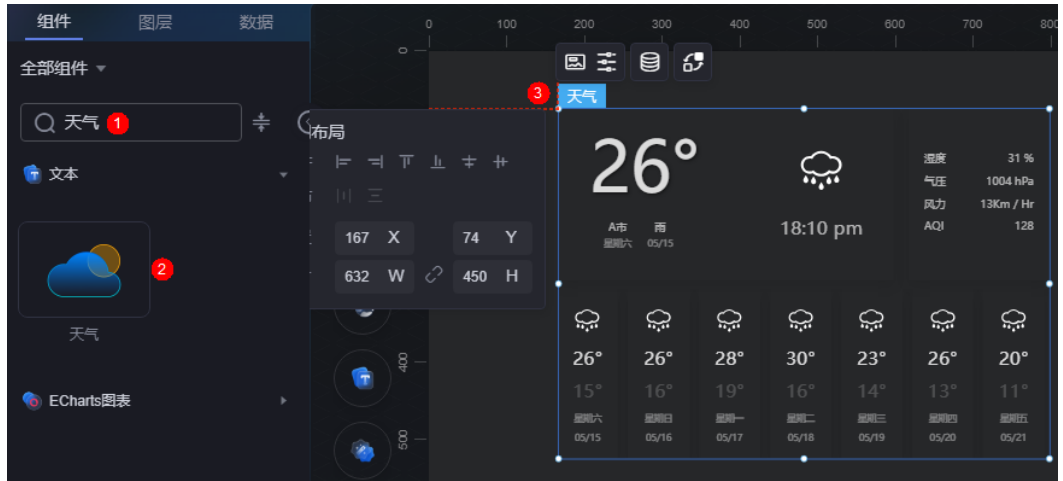 组件 图层 数据
全部组件
天气 1
文本
2
天气
ECharts图表
0 100 200 300 400 500 600 700 800
0
400
500
布局
167 X 74 Y
632 W 450 H
3
天气
26°
A市 雨
星期六 05/15
18:10 pm
湿度 31 %
气压 1004 hPa
风力 13Km / Hr
AQI 128
26° 26° 28° 30° 23° 26° 20°
15° 16° 19° 16° 14° 13° 11°
星期六 星期日 星期一 星期二 星期三 星期四 星期五
05/15 05/16 05/17 05/18 05/19 05/20 05/21